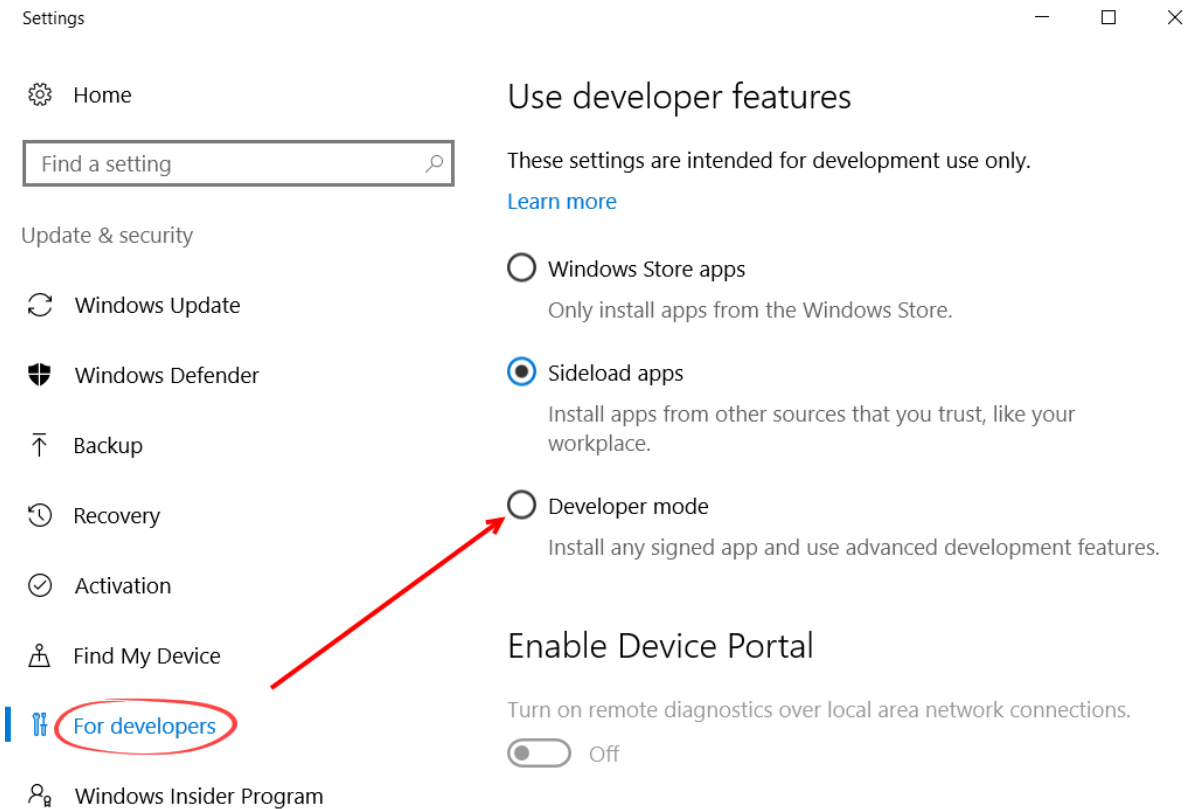 Settings
Home
Find a setting
Update & security
Windows Update
Windows Defender
Backup
Recovery
Activation
Find My Device
For developers
Windows Insider Program
Use developer features
These settings are intended for development use only.
Learn more
Windows Store apps
Only install apps from the Windows Store.
Sideload apps
Install apps from other sources that you trust, like your
workplace.
Developer mode
Install any signed app and use advanced development features.
Enable Device Portal
Turn on remote diagnostics over local area network connections.
Off